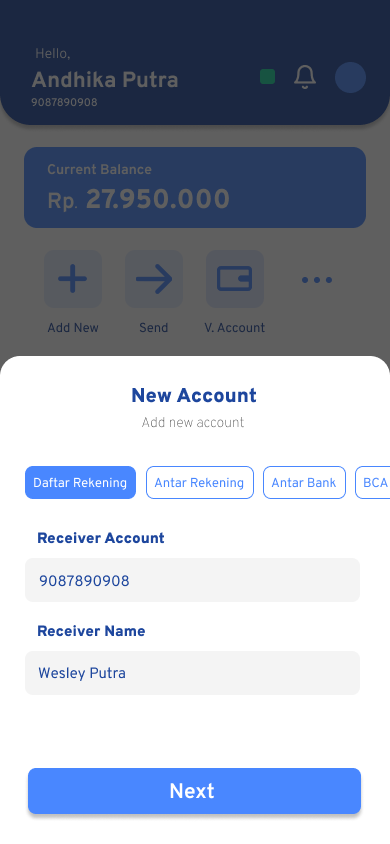 Hello,
Andhika Putra
9087890908
Current Balance
Rp. 27.950.000
Add New
Send
V. Account
New Account
Add new account
Daftar Rekening
Antar Rekening
Antar Bank
BCA
Receiver Account
9087890908
Receiver Name
Wesley Putra
Next